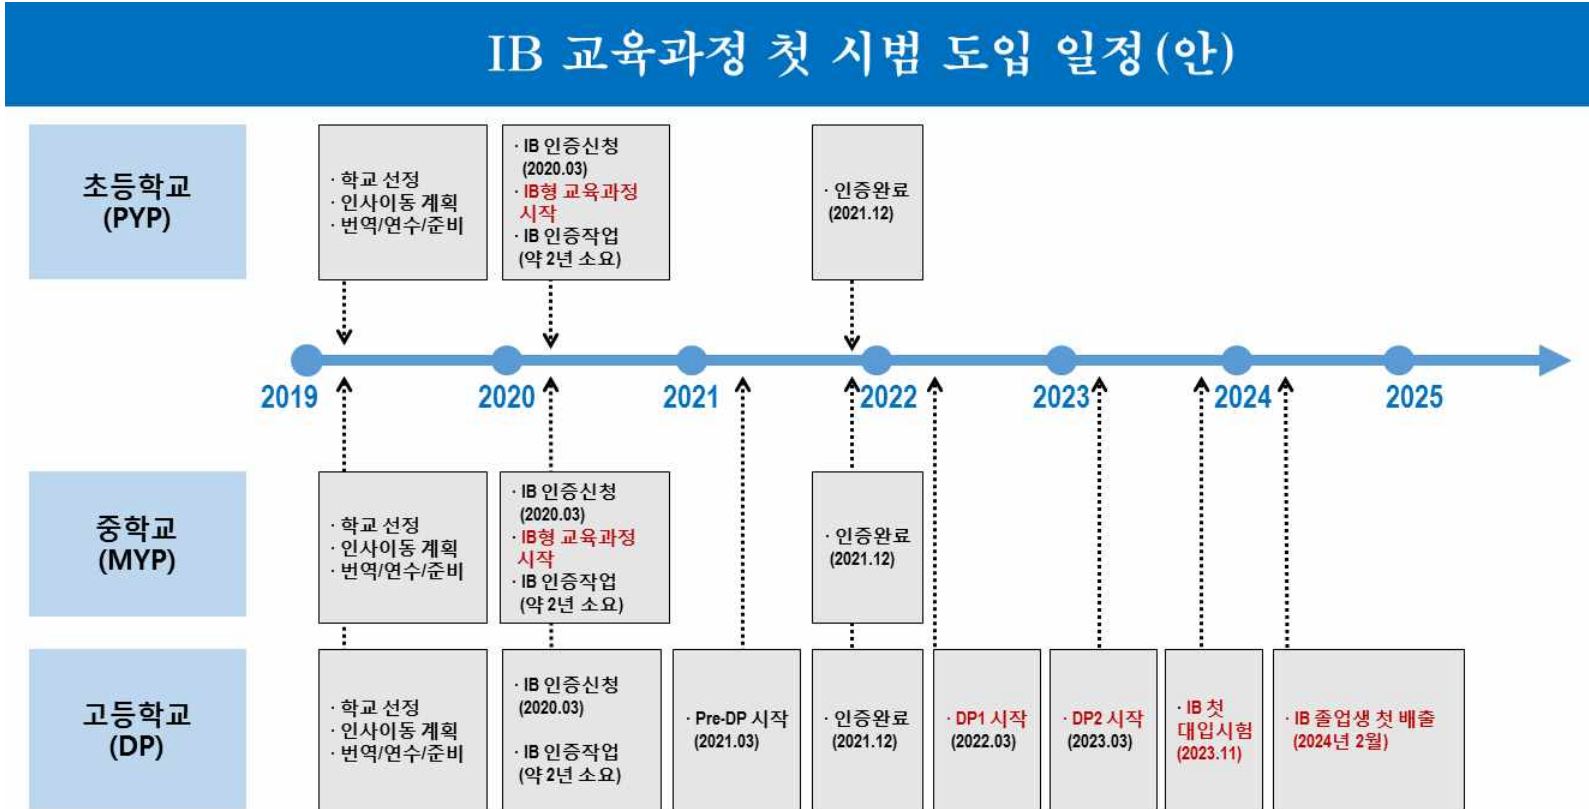 IB 교육과정 첫 시범 도입 일정(안)
초등학교
(PYP)
· 학교 선정
· 인사이동 계획
· 번역/연수/준비
· IB 인증신청
(2020.03)
· IB형 교육과정
시작
· IB 인증작업
(약 2년 소요)
· 인증완료
(2021.12)
2019
2020
2021
2022
2023
2024
2025
중학교
(MYP)
· 학교 선정
· 인사이동 계획
· 번역/연수/준비
· IB 인증신청
(2020.03)
· IB형 교육과정
시작
· IB 인증작업
(약 2년 소요)
· 인증완료
(2021.12)
고등학교
(DP)
· 학교 선정
· 인사이동 계획
· 번역/연수/준비
· IB 인증신청
(2020.03)
· IB 인증작업
(약 2년 소요)
· Pre-DP 시작
(2021.03)
· 인증완료
(2021.12)
· DP1 시작
(2022.03)
· DP2 시작
(2023.03)
· IB 첫
대입시험
(2023.11)
· IB 졸업생 첫 배출
(2024년 2월)